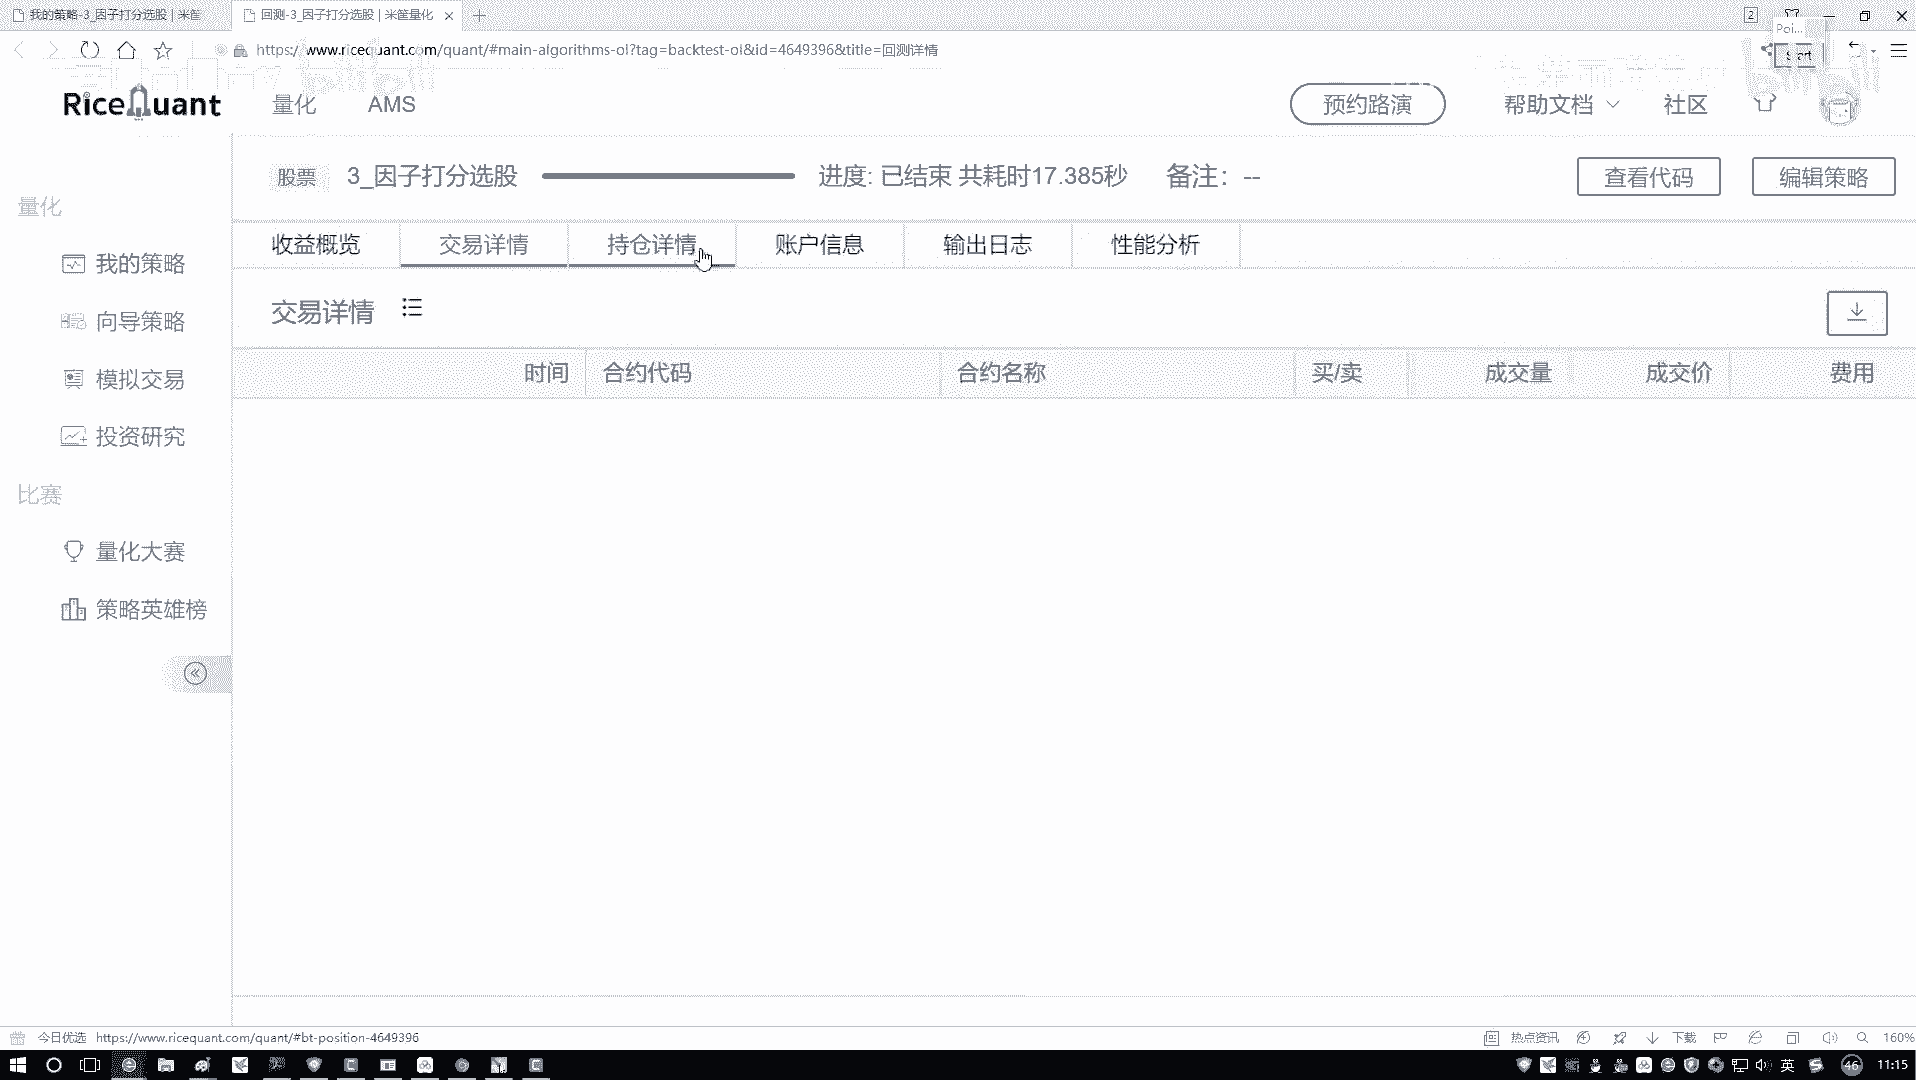 我的策略-3_因子打分选股 | 米筐
回测-3_因子打分选股 | 米筐量化
2
Poi...
https://www.ricequant.com/quant/#main-algorithms-ol?tag=backtest-ol&id=4649396&title=回测详情
Start
RiceQuant
量化
AMS
预约路演
帮助文档
社区
股票
3_因子打分选股
进度: 已结束 共耗时17.385秒
备注: --
查看代码
编辑策略
量化
我的策略
向导策略
模拟交易
投资研究
比赛
量化大赛
策略英雄榜
收益概览
交易详情
持仓详情
账户信息
输出日志
性能分析
交易详情
时间
合约代码
合约名称
买/卖
成交量
成交价
费用
今日优选
https://www.ricequant.com/quant/#bt-position-4649396
热点资讯
下载
160%
英
46
11:15